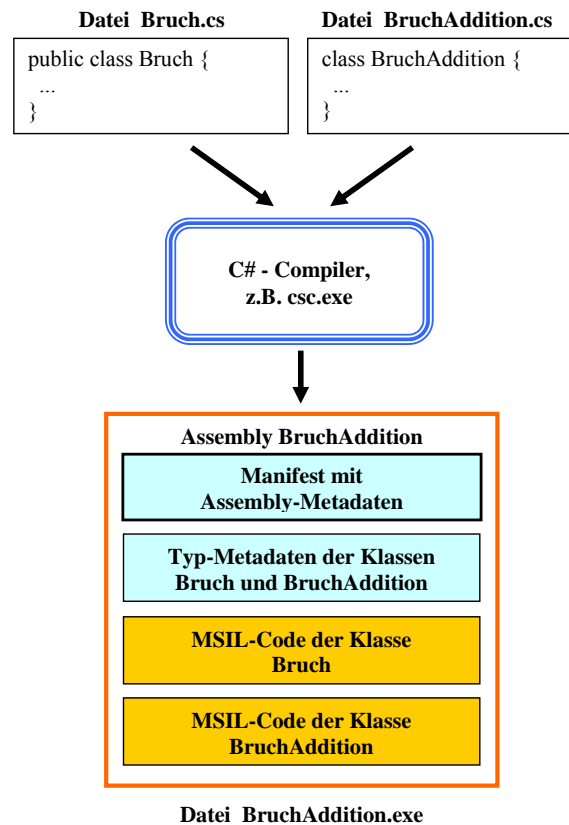 Datei Bruch.cs
Datei BruchAddition.cs
public class Bruch {
...
}
class BruchAddition {
...
}
C# - Compiler,
z.B. csc.exe
Assembly BruchAddition
Manifest mit
Assembly-Metadaten
Typ-Metadaten der Klassen
Bruch und BruchAddition
MSIL-Code der Klasse
Bruch
MSIL-Code der Klasse
BruchAddition
Datei BruchAddition.exe